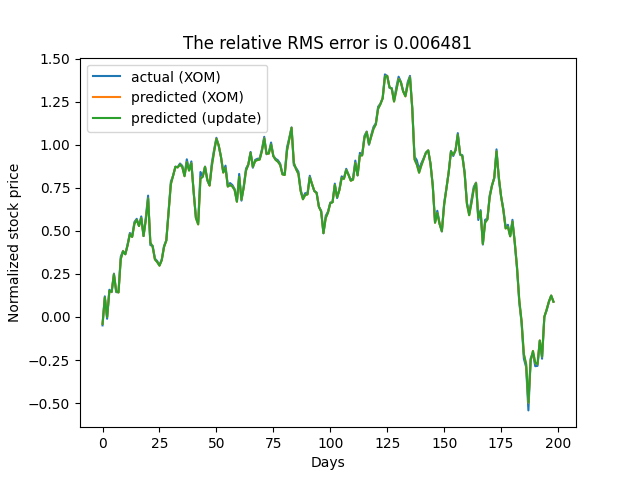 The relative RMS error is 0.006481
1.50
1.25
1.00
0.75
0.50
0.25
0.00
−0.25
−0.50
Normalized stock price
actual (XOM)
predicted (XOM)
predicted (update)
0 25 50 75 100 125 150 175 200
Days